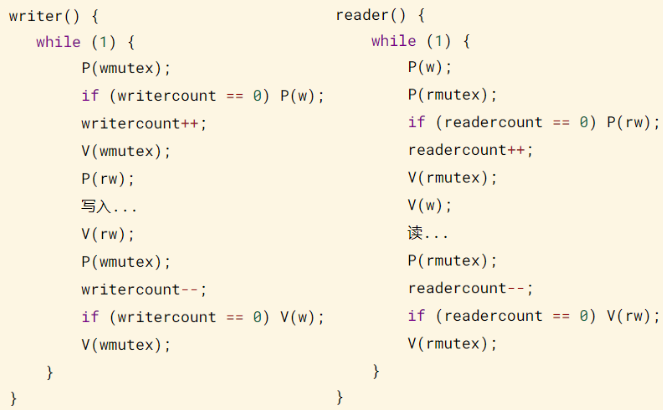 writer() {
while (1) {
P(wmutex);
if (writercount == 0) P(w);
writercount++;
V(wmutex);
P(rw);
写入...
V(rw);
P(wmutex);
writercount--;
if (writercount == 0) V(w);
V(wmutex);
}
}
reader() {
while (1) {
P(w);
P(rmutex);
if (readercount == 0) P(rw);
readercount++;
V(rmutex);
V(w);
读...
P(rmutex);
readercount--;
if (readercount == 0) V(rw);
V(rmutex);
}
}